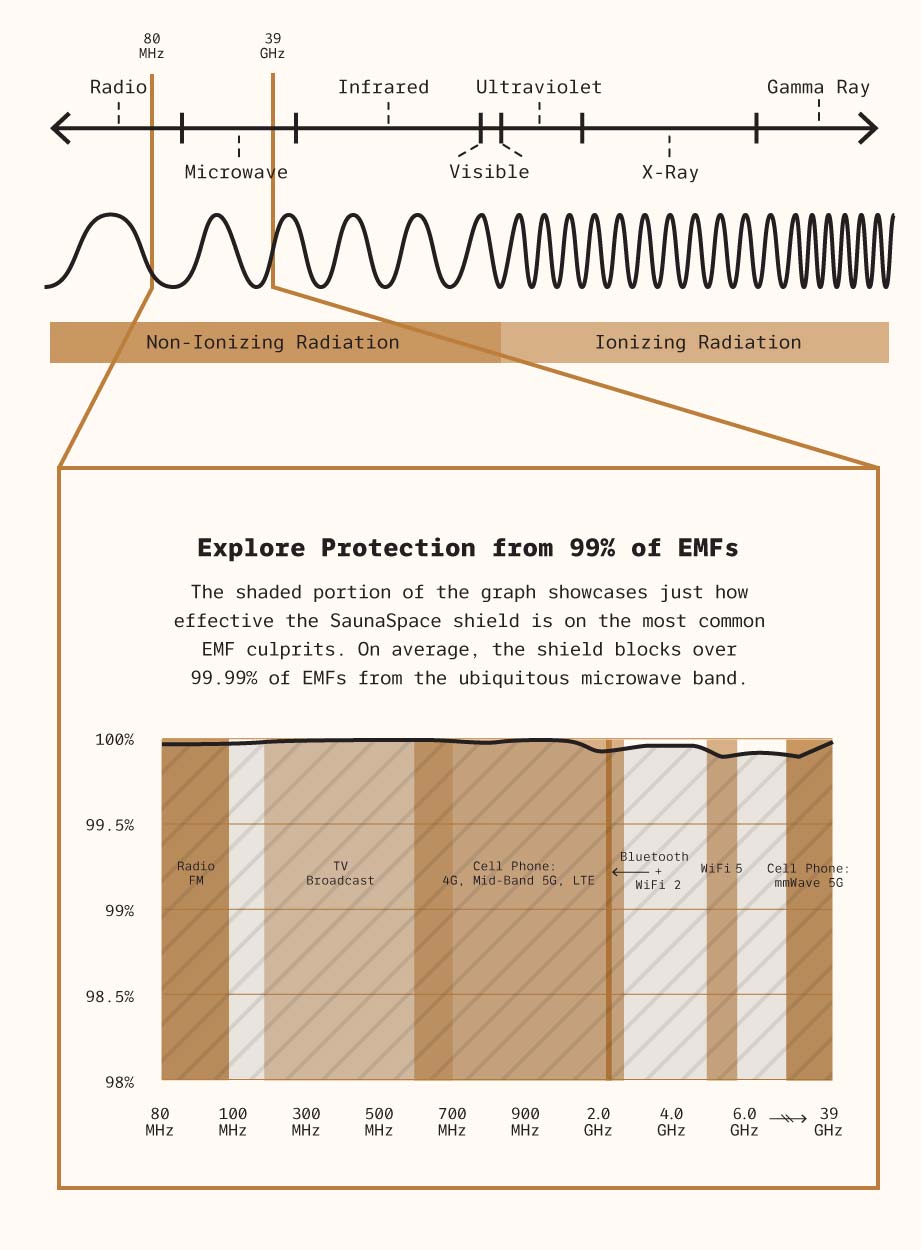 80 MHz
39 GHz
Radio
Infrared
Ultraviolet
Gamma Ray
Microwave
Visible
X-Ray
Non-Ionizing Radiation
Ionizing Radiation
Explore Protection from 99% of EMFs
The shaded portion of the graph showcases just how
effective the SaunaSpace shield is on the most common
EMF culprits. On average, the shield blocks over
99.99% of EMFs from the ubiquitous microwave band.
100%
99.5%
99%
98.5%
98%
Radio
FM
TV
Broadcast
Cell Phone:
4G, Mid-Band 5G, LTE
Bluetooth
+
WiFi 2
WiFi 5
Cell Phone:
mmWave 5G
80 MHz
100 MHz
300 MHz
500 MHz
700 MHz
900 MHz
2.0 GHz
4.0 GHz
6.0 GHz
39 GHz